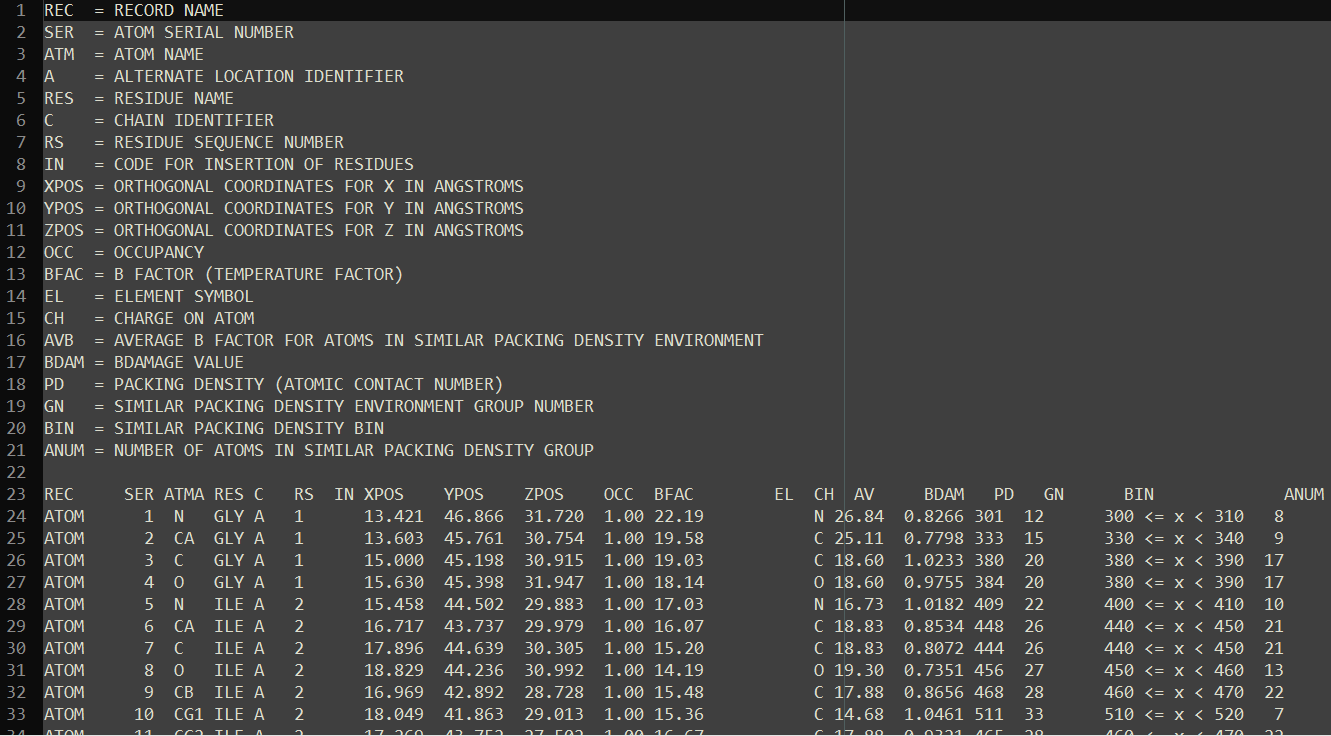 1 REC  = RECORD NAME
2 SER  = ATOM SERIAL NUMBER
3 ATM  = ATOM NAME
4 A    = ALTERNATE LOCATION IDENTIFIER
5 RES  = RESIDUE NAME
6 C    = CHAIN IDENTIFIER
7 RS   = RESIDUE SEQUENCE NUMBER
8 IN   = CODE FOR INSERTION OF RESIDUES
9 XPOS = ORTHOGONAL COORDINATES FOR X IN ANGSTROMS
10 YPOS = ORTHOGONAL COORDINATES FOR Y IN ANGSTROMS
11 ZPOS = ORTHOGONAL COORDINATES FOR Z IN ANGSTROMS
12 OCC  = OCCUPANCY
13 BFAC = B FACTOR (TEMPERATURE FACTOR)
14 EL   = ELEMENT SYMBOL
15 CH   = CHARGE ON ATOM
16 AVB  = AVERAGE B FACTOR FOR ATOMS IN SIMILAR PACKING DENSITY ENVIRONMENT
17 BDAM = BDAMAGE VALUE
18 PD   = PACKING DENSITY (ATOMIC CONTACT NUMBER)
19 GN   = SIMILAR PACKING DENSITY ENVIRONMENT GROUP NUMBER
20 BIN  = SIMILAR PACKING DENSITY BIN
21 ANUM = NUMBER OF ATOMS IN SIMILAR PACKING DENSITY GROUP
22
23 REC     SER ATMA RES C   RS  IN XPOS    YPOS    ZPOS    OCC  BFAC        EL  CH  AV     BDAM   PD   GN      BIN             ANUM
24 ATOM      1  N   GLY A   1      13.421  46.866  31.720  1.00 22.19           N 26.84  0.8266 301  12      300 <= x < 310   8
25 ATOM      2  CA  GLY A   1      13.603  45.761  30.754  1.00 19.58           C 25.11  0.7798 333  15      330 <= x < 340   9
26 ATOM      3  C   GLY A   1      15.000  45.198  30.915  1.00 19.03           C 18.60  1.0233 380  20      380 <= x < 390  17
27 ATOM      4  O   GLY A   1      15.630  45.398  31.947  1.00 18.14           O 18.60  0.9755 384  20      380 <= x < 390  17
28 ATOM      5  N   ILE A   2      15.458  44.502  29.883  1.00 17.03           N 16.73  1.0182 409  22      400 <= x < 410  10
29 ATOM      6  CA  ILE A   2      16.717  43.737  29.979  1.00 16.07           C 18.83  0.8534 448  26      440 <= x < 450  21
30 ATOM      7  C   ILE A   2      17.896  44.639  30.305  1.00 15.20           C 18.83  0.8072 444  26      440 <= x < 450  21
31 ATOM      8  O   ILE A   2      18.829  44.236  30.992  1.00 14.19           O 19.30  0.7351 456  27      450 <= x < 460  13
32 ATOM      9  CB  ILE A   2      16.969  42.892  28.728  1.00 15.48           C 17.88  0.8656 468  28      460 <= x < 470  22
33 ATOM     10  CG1 ILE A   2      18.049  41.863  29.013  1.00 15.36           C 14.68  1.0461 511  33      510 <= x < 520   7